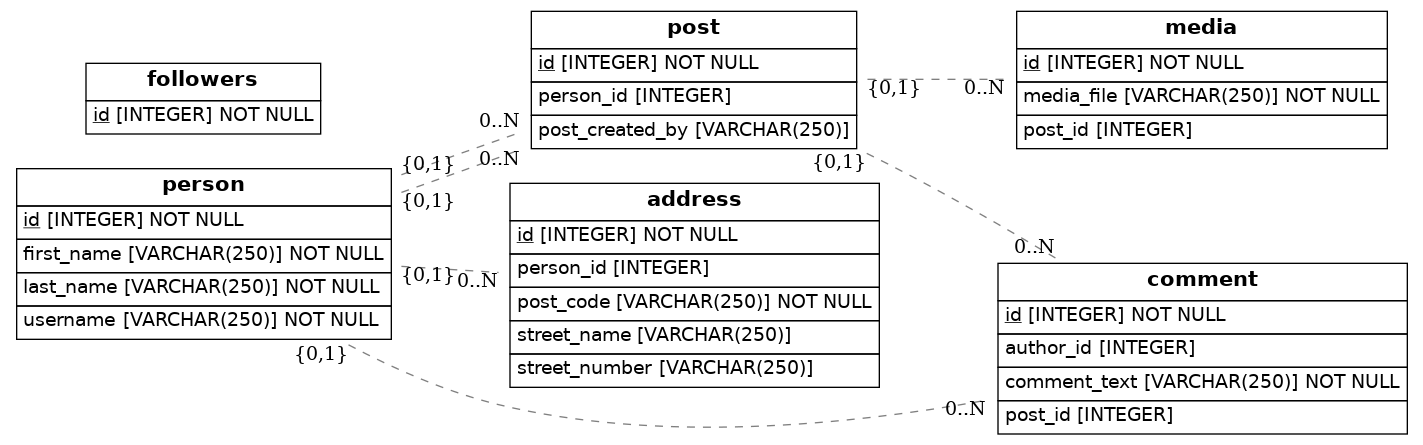 followers
id [INTEGER] NOT NULL
person
id [INTEGER] NOT NULL
first_name [VARCHAR(250)] NOT NULL
last_name [VARCHAR(250)] NOT NULL
username [VARCHAR(250)] NOT NULL
post
id [INTEGER] NOT NULL
person_id [INTEGER]
post_created_by [VARCHAR(250)]
address
id [INTEGER] NOT NULL
person_id [INTEGER]
post_code [VARCHAR(250)] NOT NULL
street_name [VARCHAR(250)]
street_number [VARCHAR(250)]
media
id [INTEGER] NOT NULL
media_file [VARCHAR(250)] NOT NULL
post_id [INTEGER]
comment
id [INTEGER] NOT NULL
author_id [INTEGER]
comment_text [VARCHAR(250)] NOT NULL
post_id [INTEGER]
0..N
{0,1}
0..N
{0,1}
{0,1}
0..N
{0,1}
0..N
{0,1}
0..N
{0,1}
0..N